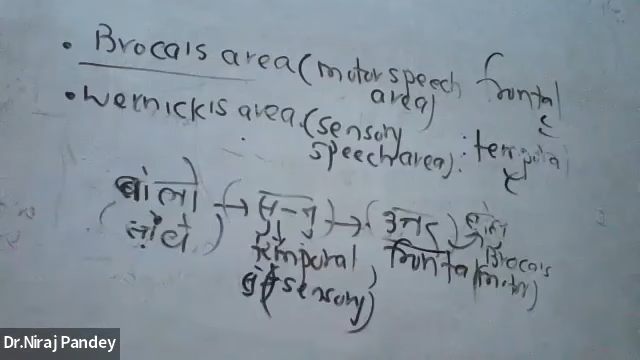 • Broca's area (motor speech area) frontal
• Wernick's area (sensory speech area) : temporal
बोलो → सुन → उत्तर
temporal frontal Brocais
(sensory) motor)
Dr.Niraj Pandey